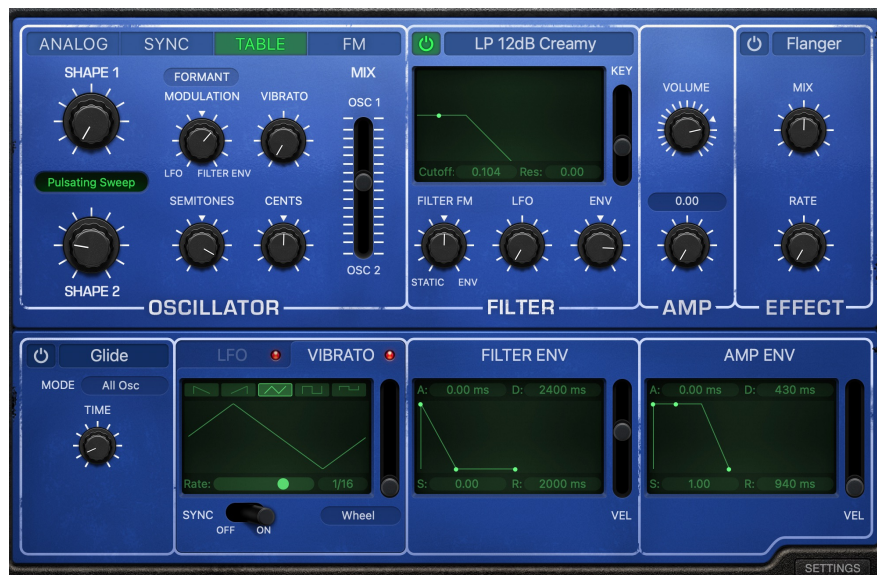 ANALOG SYNC TABLE FM
LP 12dB Creamy
Flanger
SHAPE 1
FORMANT
MODULATION
VIBRATO
MIX
OSC 1
LFO FILTER ENV
Pulsating Sweep
SEMITONES
CENTS
SHAPE 2
OSC 2
OSCILLATOR
KEY
Cutoff: 0.104 Res: 0.00
FILTER FM
LFO
ENV
STATIC ENV
FILTER
VOLUME
0.00
AMP
MIX
RATE
EFFECT
Glide
MODE All Osc
TIME
LFO
VIBRATO
Rate: 1/16
SYNC
OFF ON
Wheel
FILTER ENV
A: 0.00 ms D: 2400 ms
S: 0.00 R: 2000 ms
VEL
AMP ENV
A: 0.00 ms D: 430 ms
S: 1.00 R: 940 ms
VEL
SETTINGS